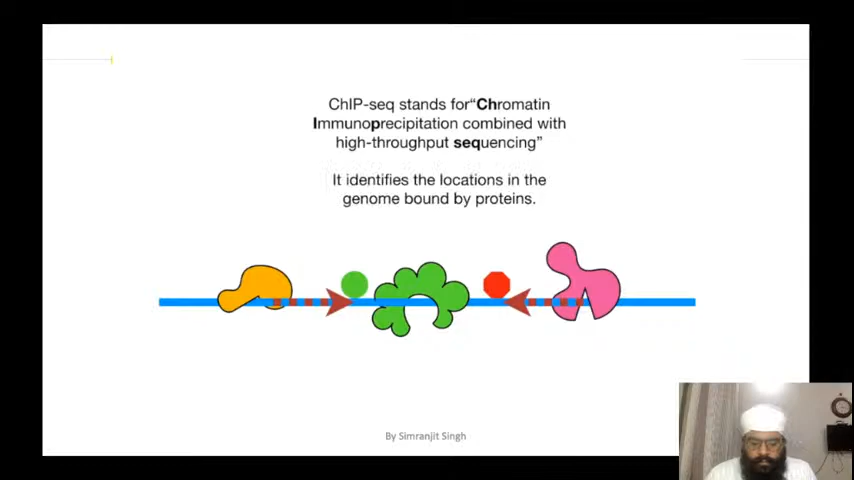 ChIP-seq stands for“Chromatin
Immunoprecipitation combined with
high-throughput sequencing”
It identifies the locations in the
genome bound by proteins.
By Simranjit Singh